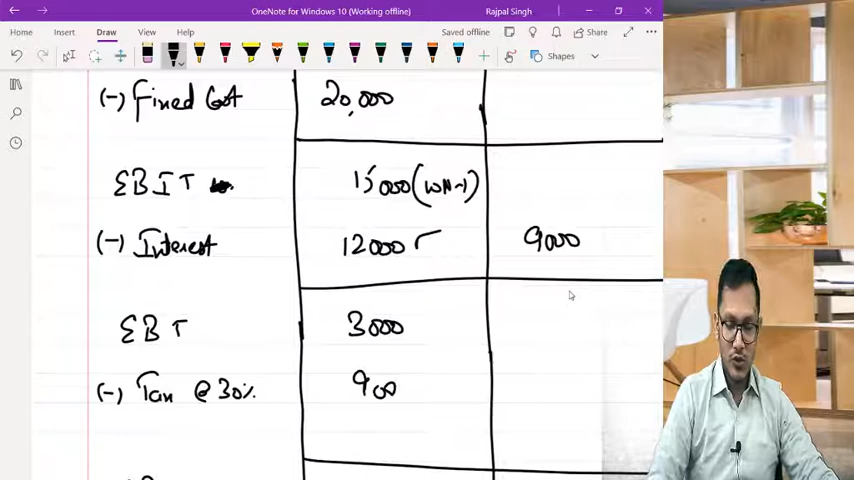 OneNote for Windows 10 (Working offline)
Rajpal Singh
Home Insert Draw View Help Saved offline Share
Shapes
(-) Fixed Cost 20,000
EBIT 15000 (WN-1)
(-) Interest 12000 9000
EBT 3000
(-) Tax @ 30% 900